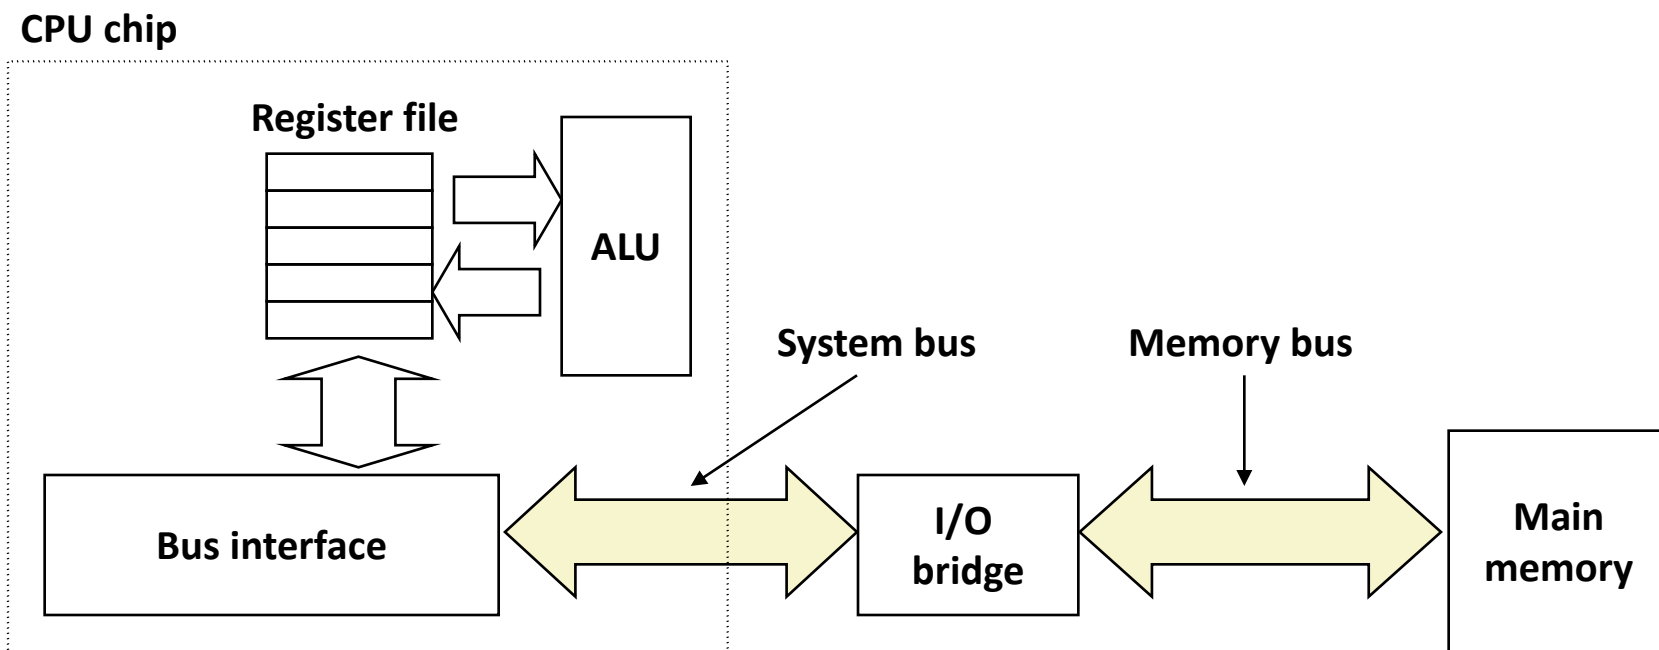 CPU chip
Register file
ALU
System bus
Memory bus
Bus interface
I/O
bridge
Main
memory